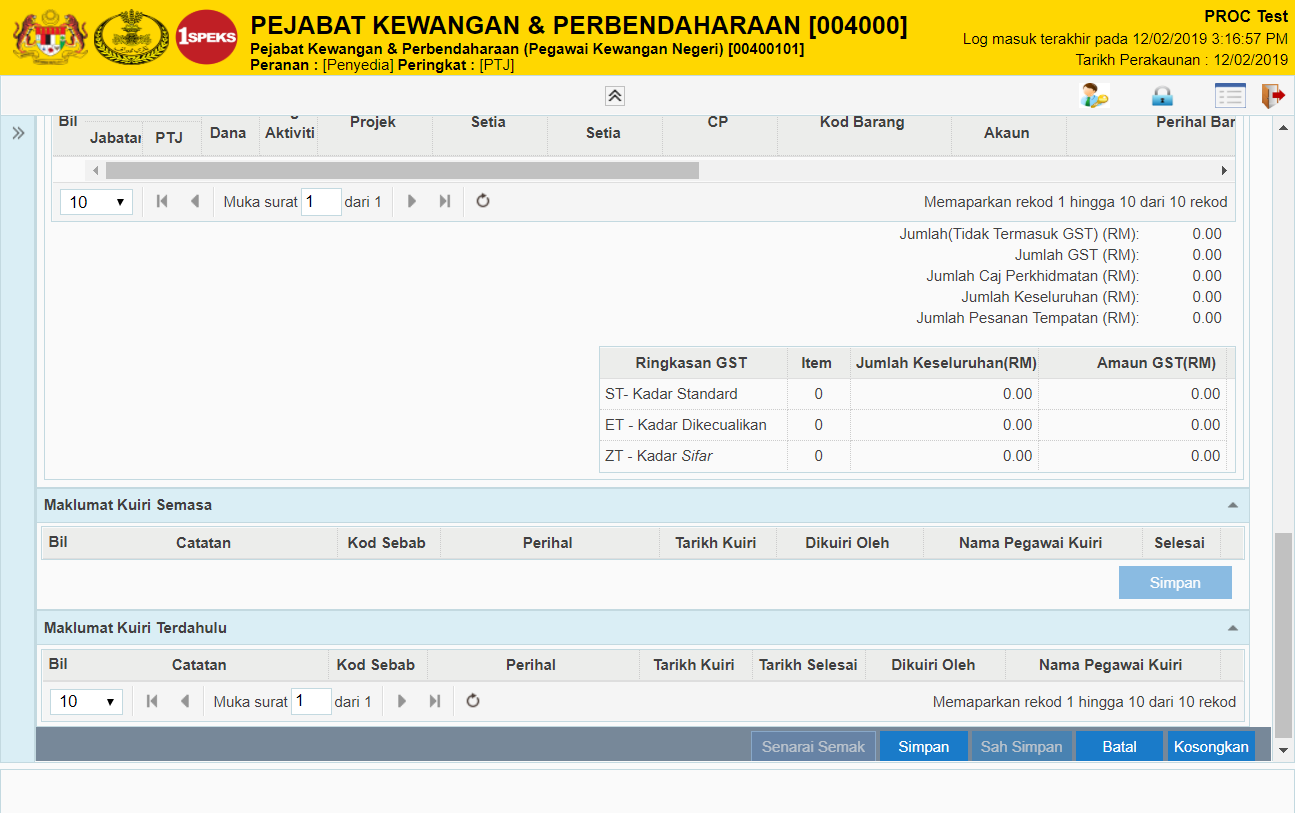 1SPEKS
PEJABAT KEWANGAN & PERBENDAHARAAN [004000]
Pejabat Kewangan & Perbendaharaan (Pegawai Kewangan Negeri) [00400101]
Peranan : [Penyedia] Peringkat : [PTJ]
PROC Test
Log masuk terakhir pada 12/02/2019 3:16:57 PM
Tarikh Perakaunan : 12/02/2019
Bil Jabatan PTJ Dana Aktiviti Projek Setia Setia CP Kod Barang Akaun Perihal Bar
10 Muka surat 1 dari 1 Memaparkan rekod 1 hingga 10 dari 10 rekod
Jumlah(Tidak Termasuk GST) (RM): 0.00
Jumlah GST (RM): 0.00
Jumlah Caj Perkhidmatan (RM): 0.00
Jumlah Keseluruhan (RM): 0.00
Jumlah Pesanan Tempatan (RM): 0.00
Ringkasan GST Item Jumlah Keseluruhan(RM) Amaun GST(RM)
ST- Kadar Standard 0 0.00 0.00
ET - Kadar Dikecualikan 0 0.00 0.00
ZT - Kadar Sifar 0 0.00 0.00
Maklumat Kuiri Semasa
Bil Catatan Kod Sebab Perihal Tarikh Kuiri Dikuiri Oleh Nama Pegawai Kuiri Selesai
Simpan
Maklumat Kuiri Terdahulu
Bil Catatan Kod Sebab Perihal Tarikh Kuiri Tarikh Selesai Dikuiri Oleh Nama Pegawai Kuiri
10 Muka surat 1 dari 1 Memaparkan rekod 1 hingga 10 dari 10 rekod
Senarai Semak Simpan Sah Simpan Batal Kosongkan